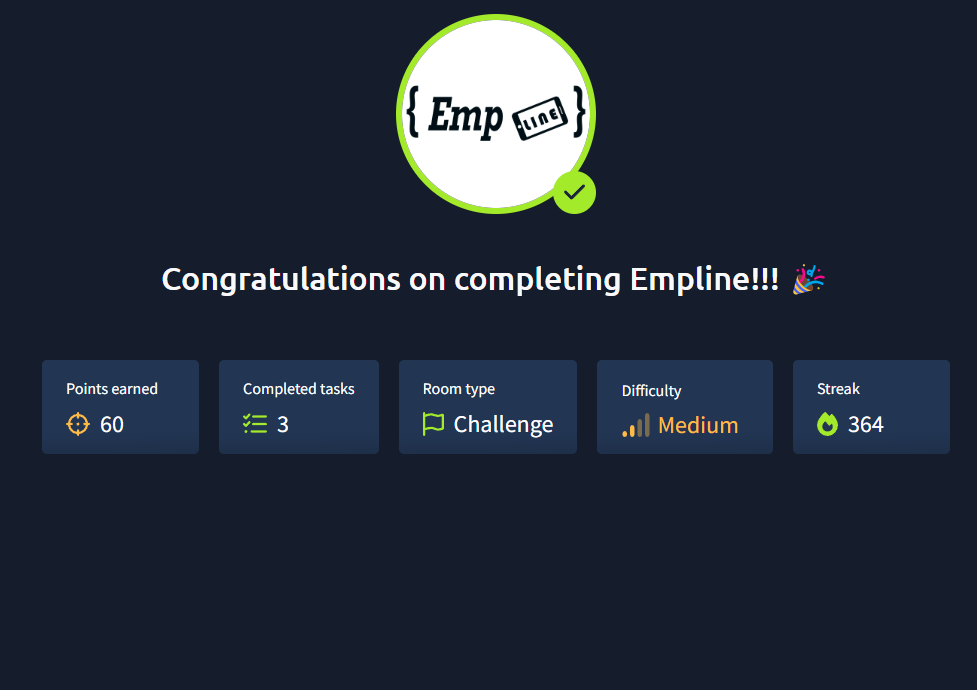 { Emp LINE }
Congratulations on completing Empline!!! 🎉
Points earned
60
Completed tasks
3
Room type
Challenge
Difficulty
Medium
Streak
364